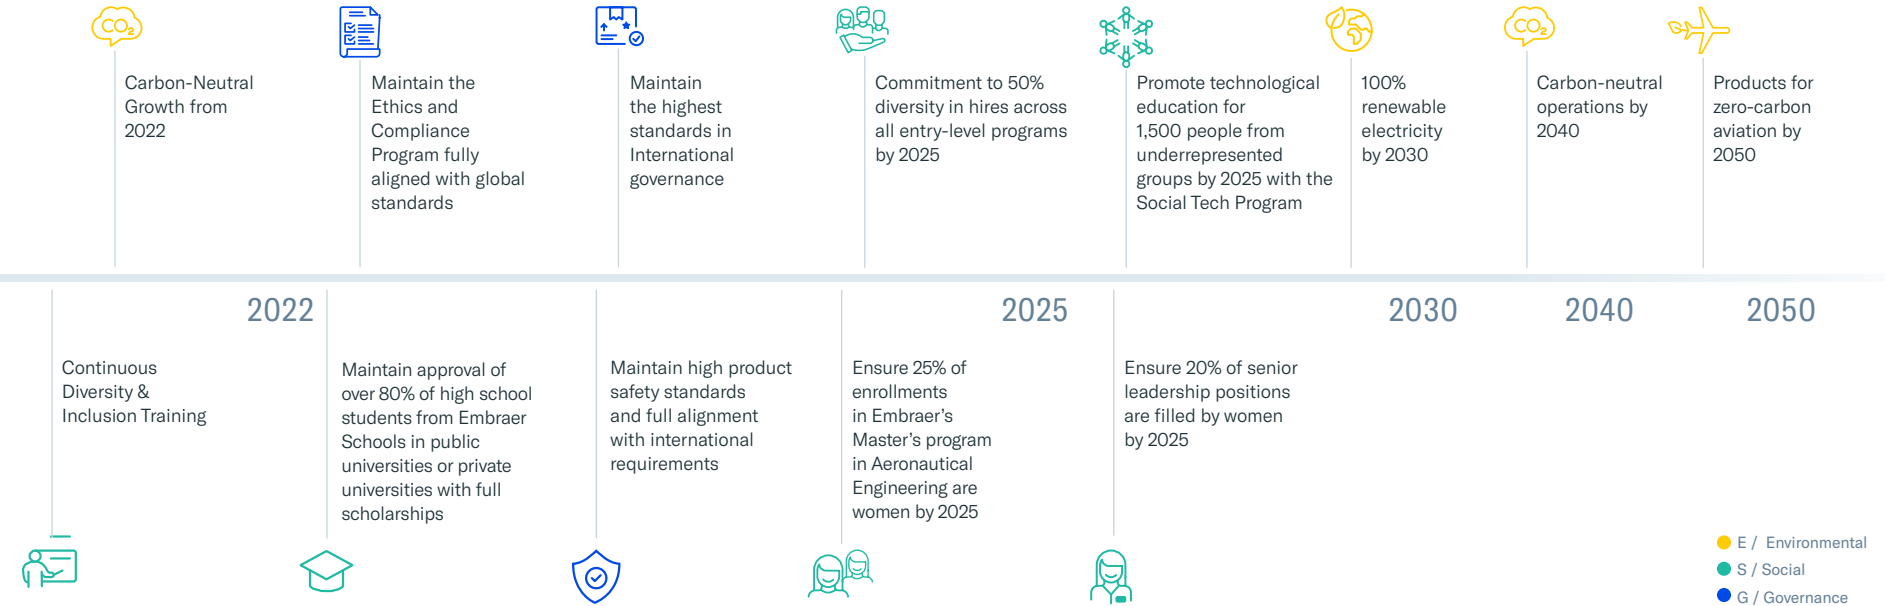 Carbon-Neutral
Growth from
2022
Maintain the
Ethics and
Compliance
Program fully
aligned with global
standards
Maintain
the highest
standards in
International
governance
Commitment to 50%
diversity in hires across
all entry-level programs
by 2025
Promote technological
education for
1,500 people from
underrepresented
groups by 2025 with the
Social Tech Program
100%
renewable
electricity
by 2030
Carbon-neutral
operations by
2040
Products for
zero-carbon
aviation by
2050
2022
2025
2030
2040
2050
Continuous
Diversity &
Inclusion Training
Maintain approval of
over 80% of high school
students from Embraer
Schools in public
universities or private
universities with full
scholarships
Maintain high product
safety standards
and full alignment
with international
requirements
Ensure 25% of
enrollments
in Embraer’s
Master’s program
in Aeronautical
Engineering are
women by 2025
Ensure 20% of senior
leadership positions
are filled by women
by 2025
CO2
CO2
E / Environmental
S / Social
G / Governance